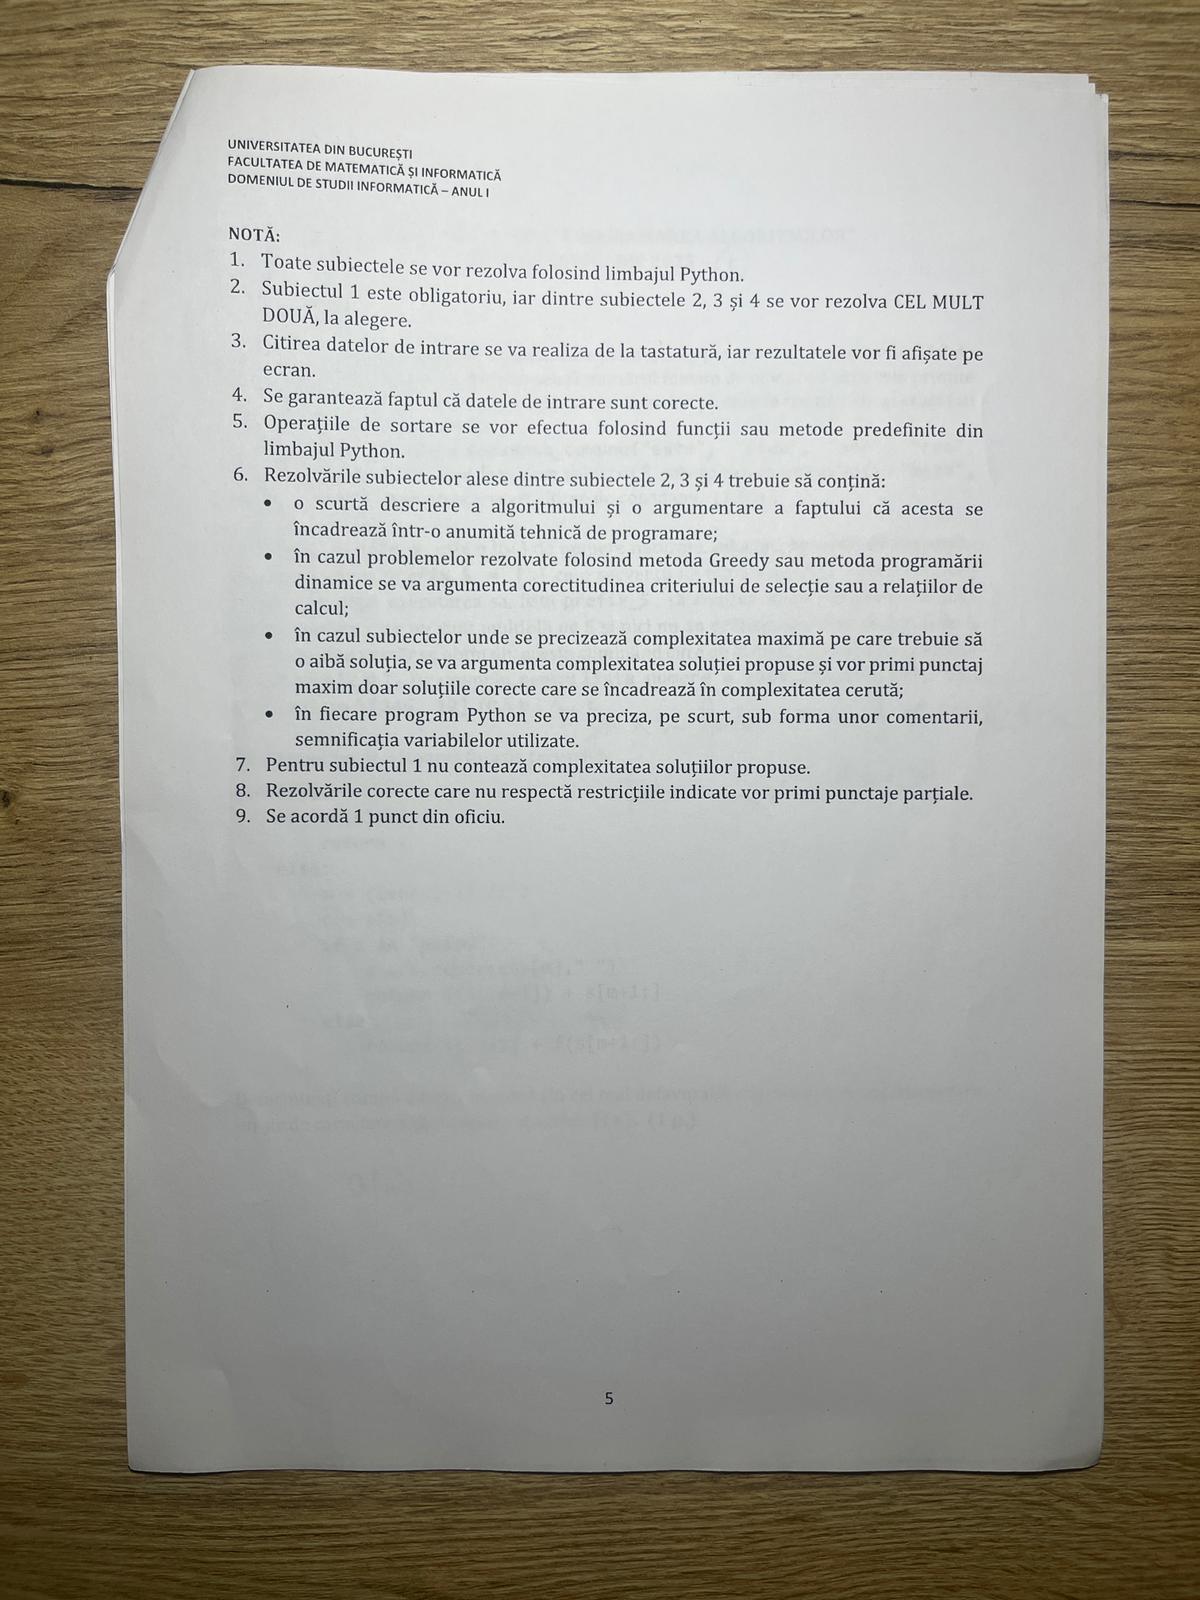 UNIVERSITATEA DIN BUCUREȘTI
FACULTATEA DE MATEMATICĂ ȘI INFORMATICĂ
DOMENIUL DE STUDII INFORMATICĂ – ANUL I
NOTĂ:
1. Toate subiectele se vor rezolva folosind limbajul Python.
2. Subiectul 1 este obligatoriu, iar dintre subiectele 2, 3 și 4 se vor rezolva CEL MULT
DOUĂ, la alegere.
3. Citirea datelor de intrare se va realiza de la tastatură, iar rezultatele vor fi afișate pe
ecran.
4. Se garantează faptul că datele de intrare sunt corecte.
5. Operațiile de sortare se vor efectua folosind funcții sau metode predefinite din
limbajul Python.
6. Rezolvările subiectelor alese dintre subiectele 2, 3 și 4 trebuie să conțină:
• o scurtă descriere a algoritmului și o argumentare a faptului că acesta se
încadrează într-o anumită tehnică de programare;
• în cazul problemelor rezolvate folosind metoda Greedy sau metoda programării
dinamice se va argumenta corectitudinea criteriului de selecție sau a relațiilor de
calcul;
• în cazul subiectelor unde se precizează complexitatea maximă pe care trebuie să
o aibă soluția, se va argumenta complexitatea soluției propuse și vor primi punctaj
maxim doar soluțiile corecte care se încadrează în complexitatea cerută;
• în fiecare program Python se va preciza, pe scurt, sub forma unor comentarii,
semnificația variabilelor utilizate.
7. Pentru subiectul 1 nu contează complexitatea soluțiilor propuse.
8. Rezolvările corecte care nu respectă restricțiile indicate vor primi punctaje parțiale.
9. Se acordă 1 punct din oficiu.
5